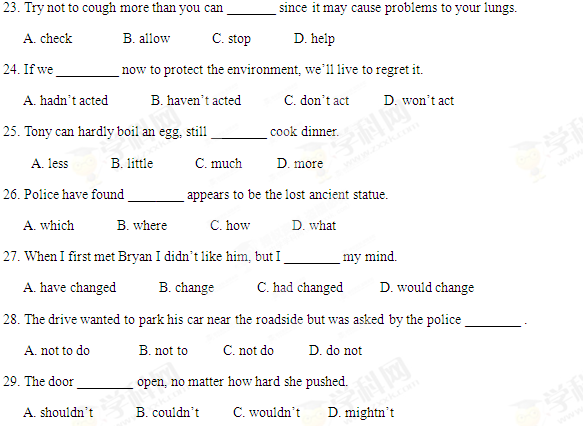 23. Try not to cough more than you can _______ since it may cause problems to your lungs.
A. check B. allow C. stop D. help
24. If we _________ now to protect the environment, we’ll live to regret it.
A. hadn’t acted B. haven’t acted C. don’t act D. won’t act
25. Tony can hardly boil an egg, still ________ cook dinner.
A. less B. little C. much D. more
26. Police have found ________ appears to be the lost ancient statue.
A. which B. where C. how D. what
27. When I first met Bryan I didn’t like him, but I ________ my mind.
A. have changed B. change C. had changed D. would change
28. The drive wanted to park his car near the roadside but was asked by the police ________ .
A. not to do B. not to C. not do D. do not
29. The door ________ open, no matter how hard she pushed.
A. shouldn’t B. couldn’t C. wouldn’t D. mightn’t